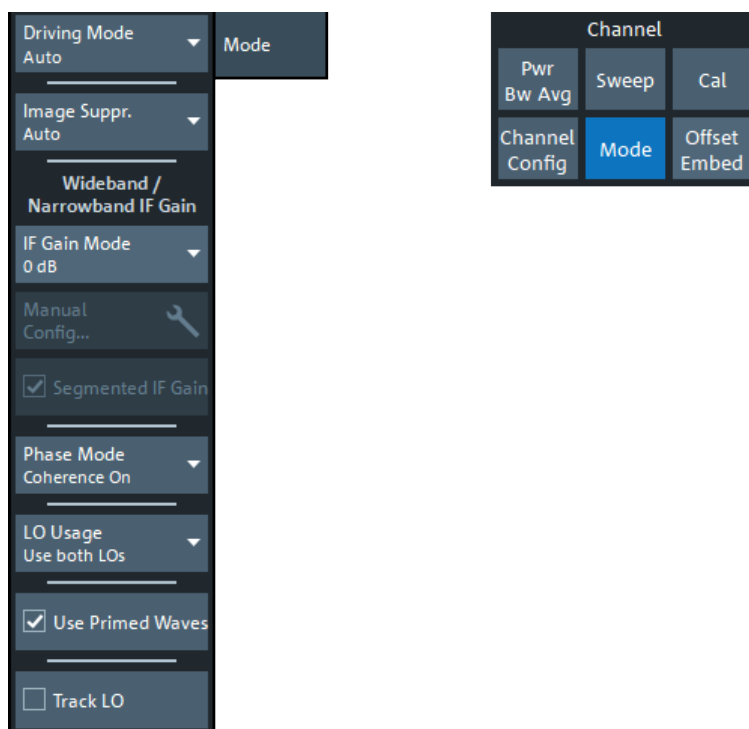 Driving Mode
Auto
Mode
Image Suppr.
Auto
Wideband /
Narrowband IF Gain
IF Gain Mode
0 dB
Manual
Config...
Segmented IF Gain
Phase Mode
Coherence On
LO Usage
Use both LOs
Use Primed Waves
Track LO
Channel
Pwr
Bw Avg
Sweep
Cal
Channel
Config
Mode
Offset
Embed